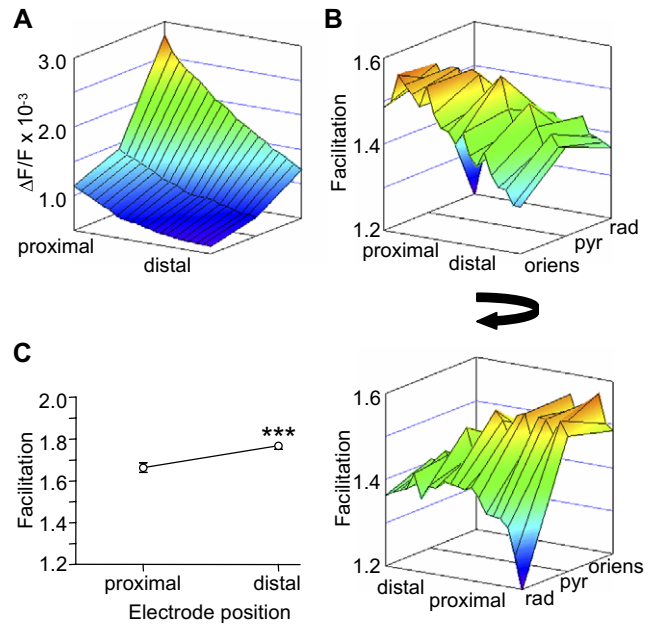 A
3.0
2.0
1.0
ΔF/F x 10-3
proximal
distal
B
1.6
1.4
1.2
Facilitation
proximal
distal
oriens
pyr
rad
C
2.0
1.8
1.6
1.4
1.2
Facilitation
***
proximal
distal
Electrode position
1.6
1.4
1.2
Facilitation
distal
proximal
rad
pyr
oriens